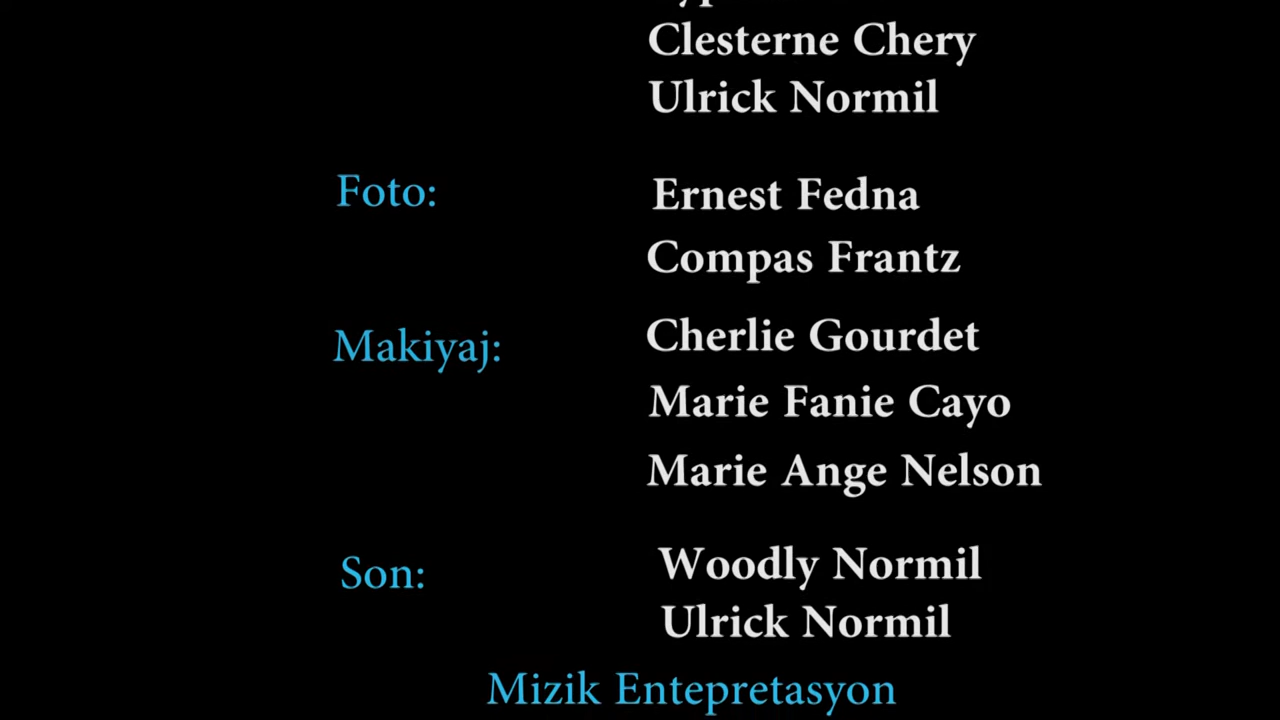 Clesterne Chery
Ulrick Normil
Foto: Ernest Fedna
Compas Frantz
Makiyaj: Cherlie Gourdet
Marie Fanie Cayo
Marie Ange Nelson
Son: Woodly Normil
Ulrick Normil
Mizik Entepretasyon